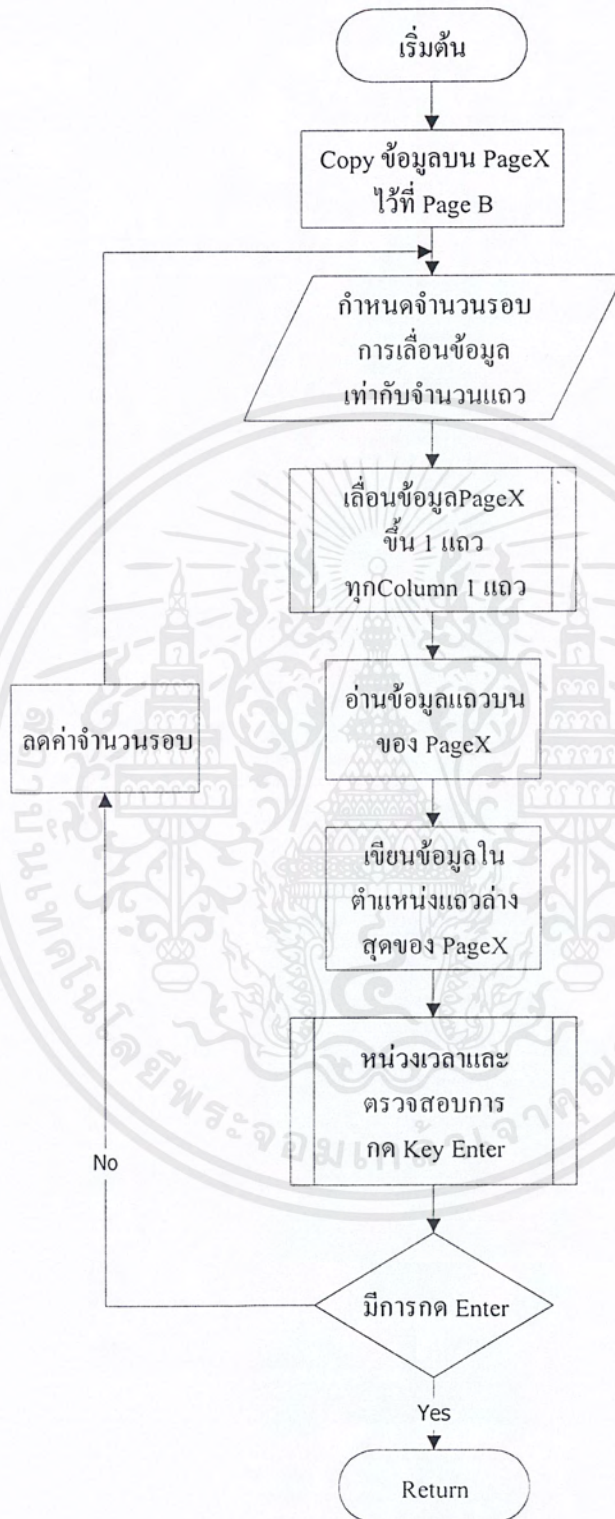 เริ่มต้น
Copy ข้อมูลบน PageX
ไว้ที่ Page B
กำหนดจำนวนรอบ
การเลื่อนข้อมูล
เท่ากับจำนวนแถว
เลื่อนข้อมูลPageX
ขึ้น 1 แถว
ทุกColumn 1 แถว
อ่านข้อมูลแถวบน
ของ PageX
ลดค่าจำนวนรอบ
เขียนข้อมูลใน
ตำแหน่งแถวล่าง
สุดของ PageX
หน่วงเวลาและ
ตรวจสอบการ
กด Key Enter
No
มีการกด Enter
Yes
Return